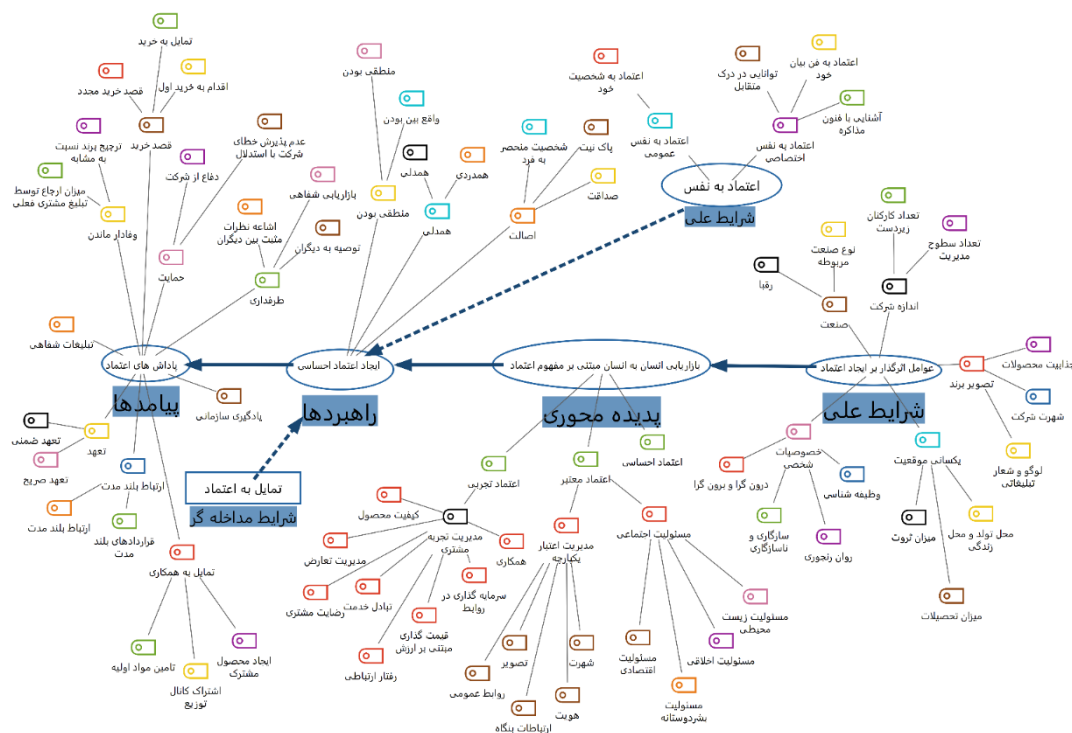 تمایل به خرید
قصد خرید مجدد
اقدام به خرید اول
قصد خرید
ترجیح برند نسبت
به مشابه
میزان ارجاع توسط
تبلیغ مشتری فعلی
وفادار ماندن
عدم پذیرش خطای
شرکت با استدلال
دفاع از شرکت
حمایت
بازاریابی شفاهی
اشاعه نظرات
مثبت بین دیگران
توصیه به دیگران
طرفداری
منطقی بودن
واقع بین بودن
منطقی بودن
همدلی
همدردی
همدلی
شخصیت منحصر
به فرد
پاک نیت
صداقت
اصالت
اعتماد به شخصیت
خود
اعتماد به نفس
عمومی
توانایی در درک
متقابل
اعتماد به فن بیان
خود
آشنایی با فنون
مذاکره
اعتماد به نفس
اختصاصی
اعتماد به نفس
شرایط علی
تعداد کارکنان
زیردست
تعداد سطوح
مدیریت
اندازه شرکت
نوع صنعت
مربوطه
رقبا
صنعت
جذابیت محصولات
تصویر برند
شهرت شرکت
لوگو و شعار
تبلیغاتی
عوامل اثرگذار بر ایجاد اعتماد
شرایط علی
بازاریابی انسان به انسان مبتنی بر مفهوم اعتماد
پدیده محوری
ایجاد اعتماد احساسی
راهبردها
پاداش های اعتماد
پیامدها
تبلیغات شفاهی
یادگیری سازمانی
تعهد ضمنی
تعهد
تعهد صریح
ارتباط بلند مدت
ارتباط بلند مدت
قراردادهای بلند
مدت
تمایل به همکاری
تامین مواد اولیه
اشتراک کانال
توزیع
ایجاد محصول
مشترک
تمایل به اعتماد
شرایط مداخله گر
اعتماد تجربی
اعتماد معتبر
اعتماد احساسی
کیفیت محصول
مدیریت تجربه
مشتری
مدیریت تعارض
همکاری
رضایت مشتری
تبادل خدمت
سرمایه گذاری در
روابط
قیمت گذاری
مبتنی بر ارزش
رفتار ارتباطی
مدیریت اعتبار
یکپارچه
روابط عمومی
تصویر
شهرت
ارتباطات بنگاه
هویت
مسئولیت اجتماعی
مسئولیت زیست
محیطی
مسئولیت اخلاقی
مسئولیت
اقتصادی
مسئولیت
بشردوستانه
خصوصیات
شخصی
درون گرا و برون گرا
وظیفه شناسی
سازگاری و
ناسازگاری
روان رنجوری
یکسانی موقعیت
میزان ثروت
محل تولد و محل
زندگی
میزان تحصیلات